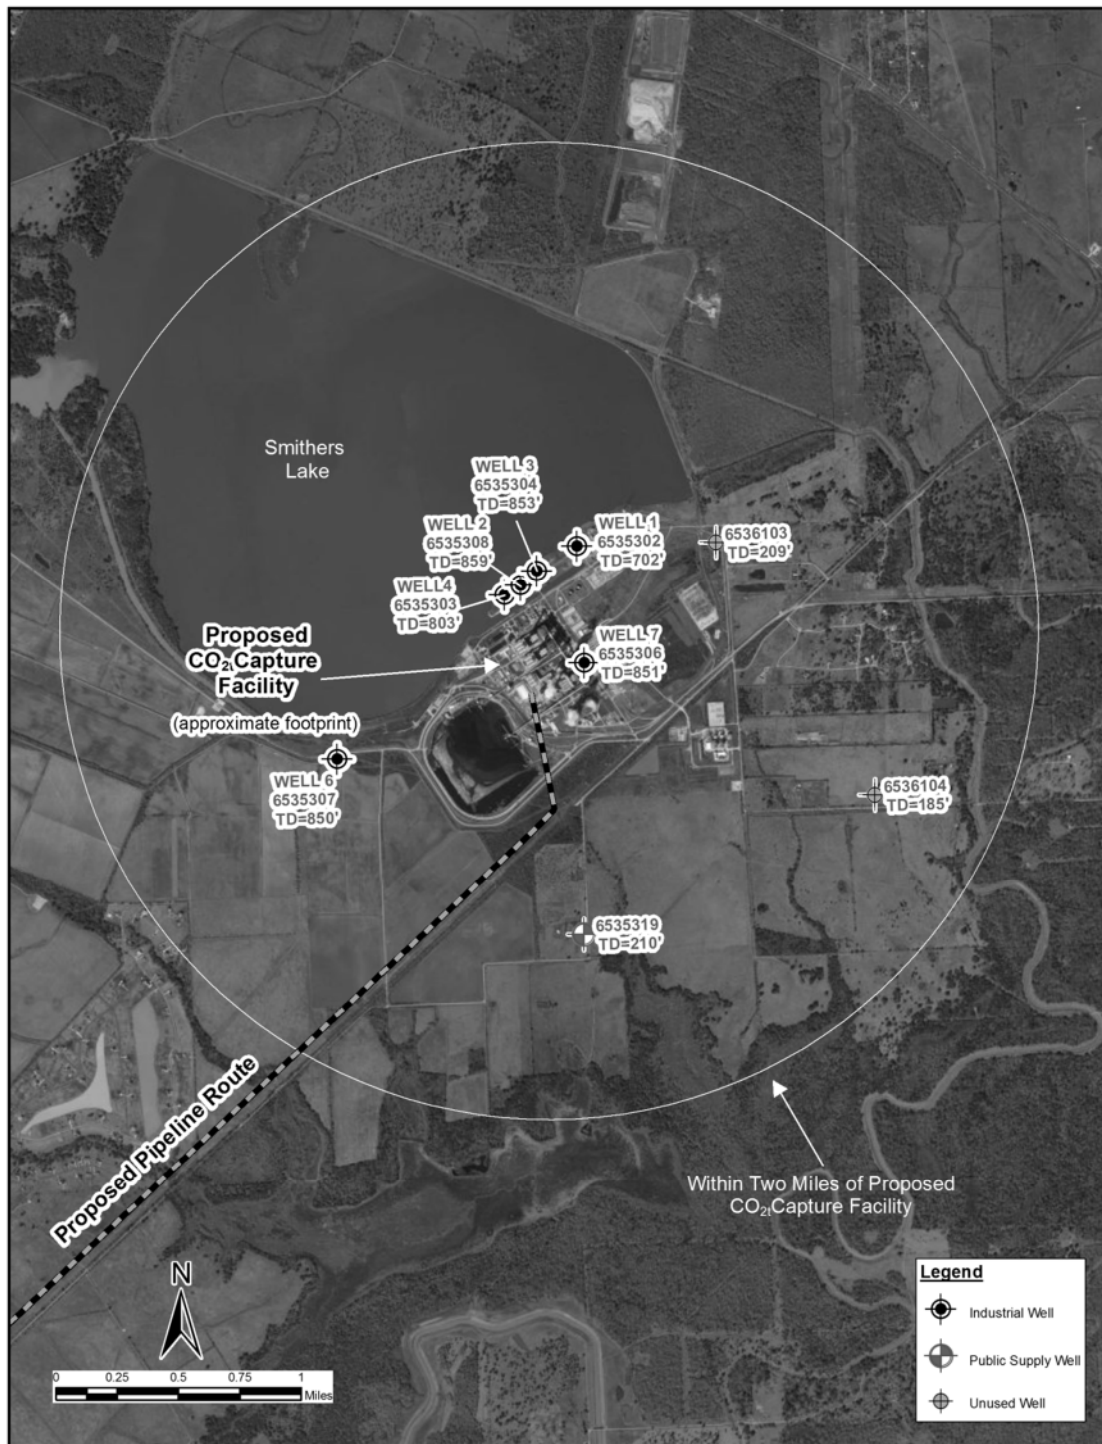 Smithers
Lake
WELL 3
6535304
TD=853'
WELL 2
6535308
TD=859'
WELL 1
6535302
TD=702'
6536103
TD=209'
WELL4
6535303
TD=803'
Proposed
CO₂ Capture
Facility
(approximate footprint)
WELL 7
6535306
TD=851'
WELL 6
6535307
TD=850'
6536104
TD=185'
6535319
TD=210'
Proposed Pipeline Route
Within Two Miles of Proposed
CO₂ Capture Facility
N
0 0.25 0.5 0.75 1
Miles
Legend
Industrial Well
Public Supply Well
Unused Well